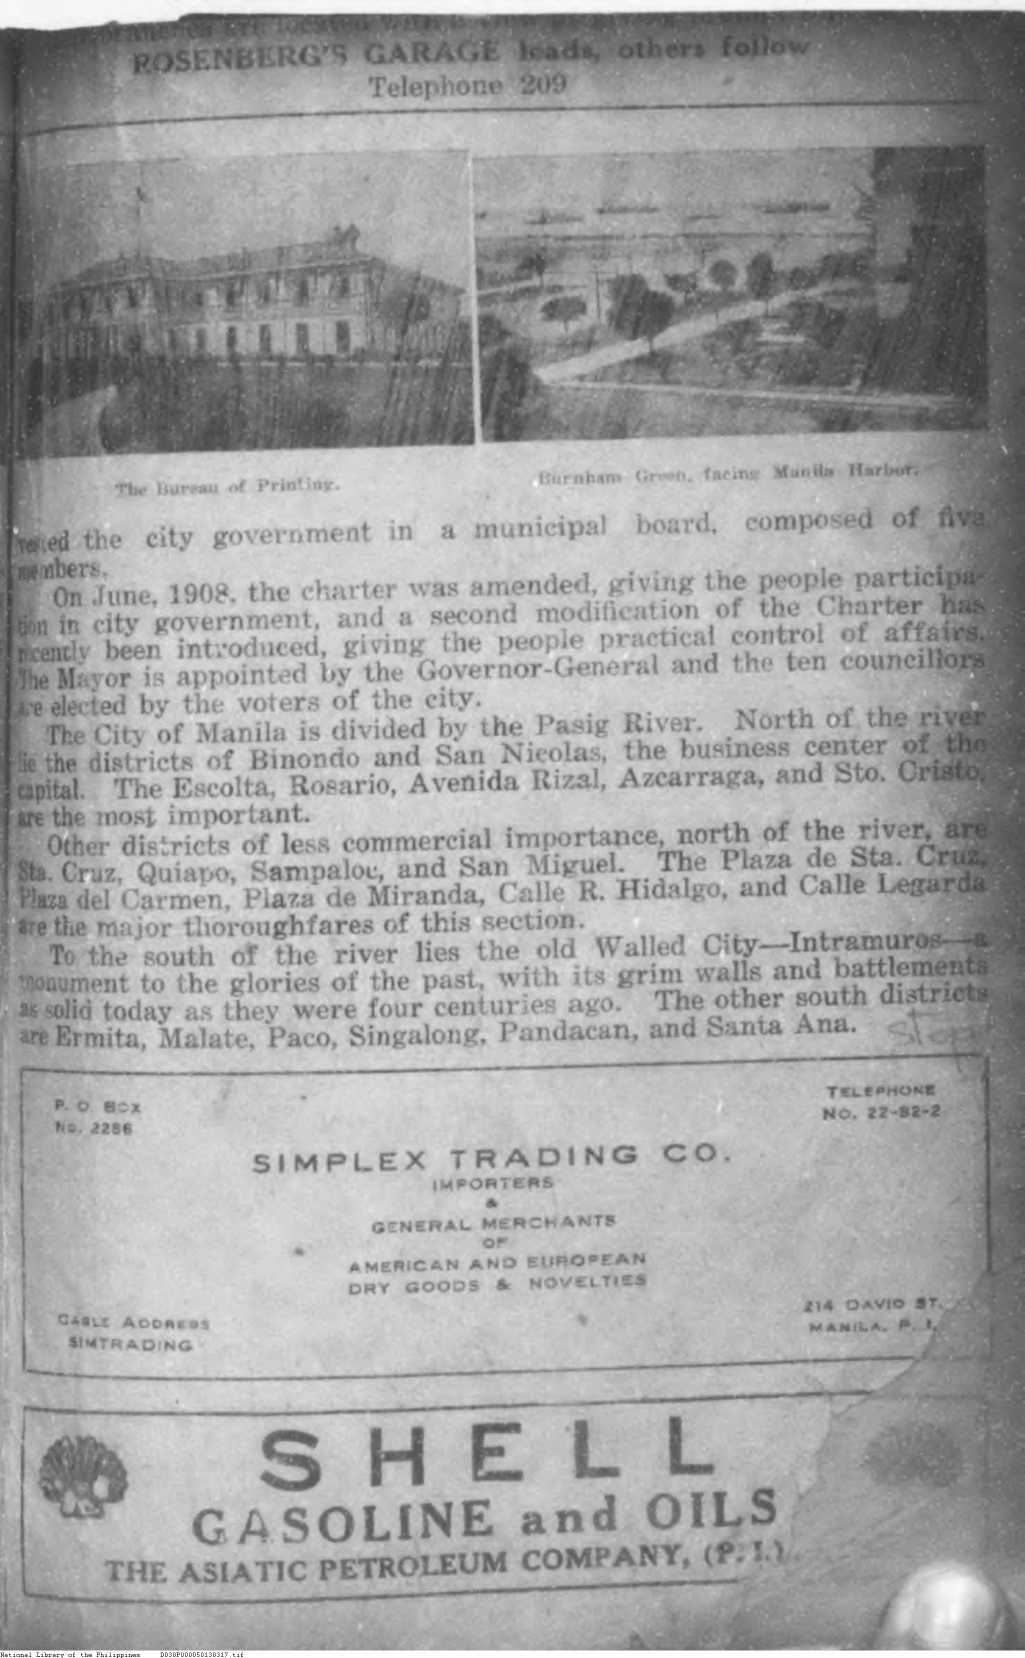 ROSENBERG'S GARAGE leads, others follow
Telephone 209
The Bureau of Printing.
Burnham Green, facing Manila Harbor.
vested the city government in a municipal board, composed of five
members.
On June, 1908, the charter was amended, giving the people participa-
tion in city government, and a second modification of the Charter has
recently been introduced, giving the people practical control of affairs.
The Mayor is appointed by the Governor-General and the ten councillors
are elected by the voters of the city.
The City of Manila is divided by the Pasig River. North of the river
lie the districts of Binondo and San Nicolas, the business center of the
capital. The Escolta, Rosario, Avenida Rizal, Azcarraga, and Sto. Cristo,
are the most important.
Other districts of less commercial importance, north of the river, are
Sta. Cruz, Quiapo, Sampaloc, and San Miguel. The Plaza de Sta. Cruz,
Plaza del Carmen, Plaza de Miranda, Calle R. Hidalgo, and Calle Legarda
are the major thoroughfares of this section.
To the south of the river lies the old Walled City—Intramuros—a
monument to the glories of the past, with its grim walls and battlements
as solid today as they were four centuries ago. The other south districts
are Ermita, Malate, Paco, Singalong, Pandacan, and Santa Ana.
stop
P. O. BOX
No. 2286
TELEPHONE
NO. 22-82-2
SIMPLEX TRADING CO.
IMPORTERS
&
GENERAL MERCHANTS
OF
AMERICAN AND EUROPEAN
DRY GOODS & NOVELTIES
CABLE ADDRESS
SIMTRADING
214 DAVID ST.
MANILA, P. I.
SHELL
GASOLINE and OILS
THE ASIATIC PETROLEUM COMPANY, (P. I.)
National Library of the Philippines D030P000050138317.tif